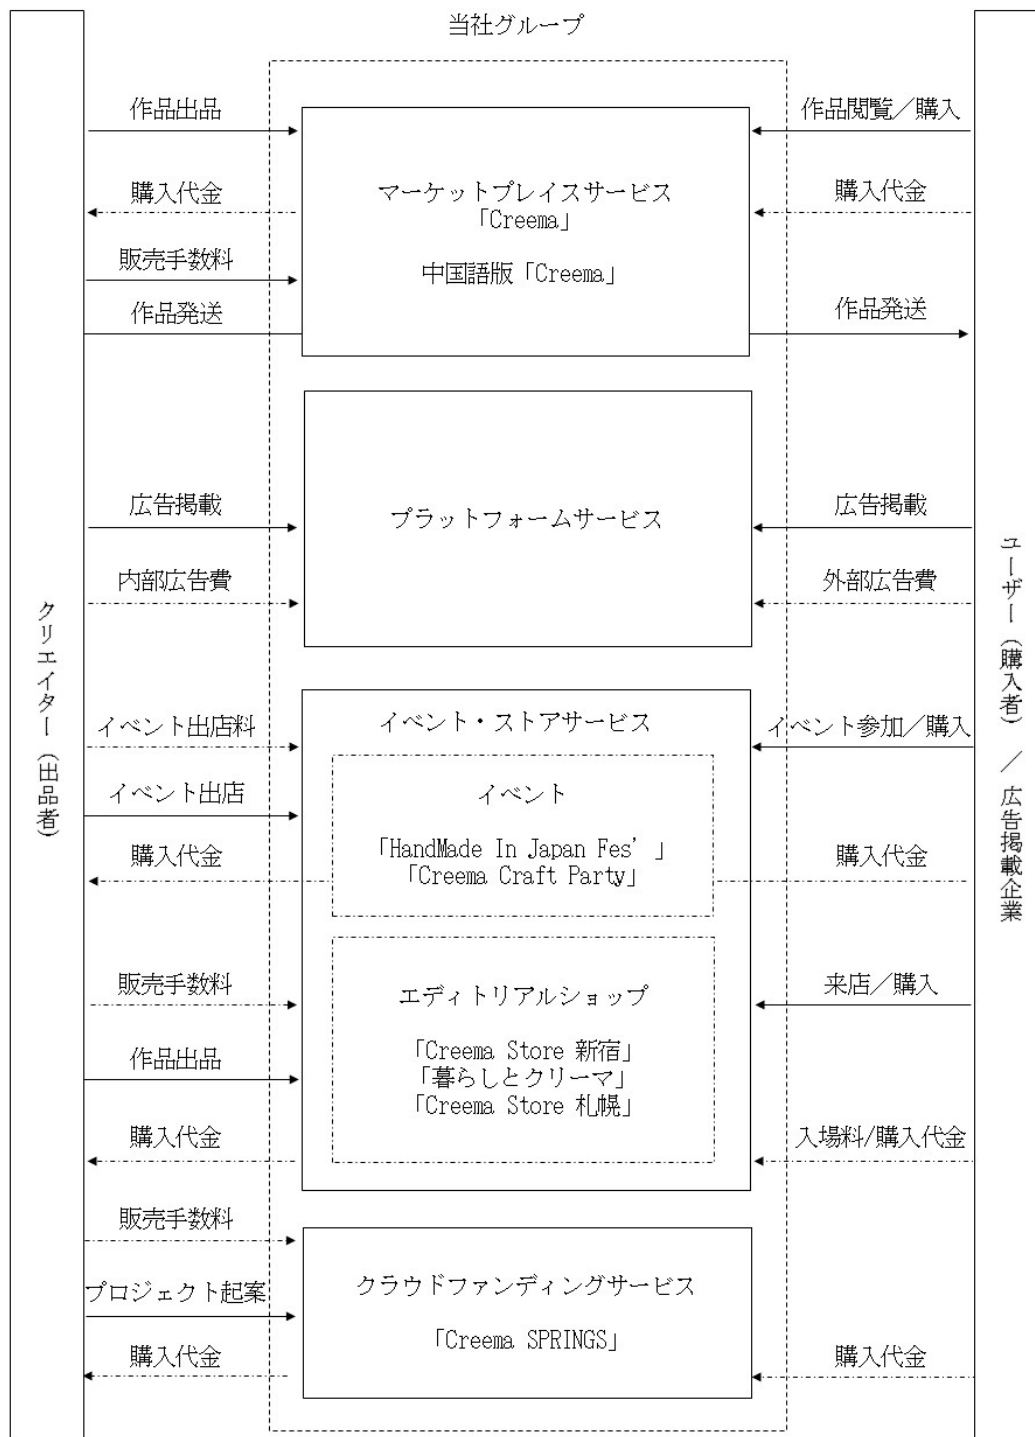 当社グループ
作品出品
作品閲覧／購入
購入代金
マーケットプレイスサービス
「Creema」
購入代金
販売手数料
中国語版「Creema」
作品発送
作品発送
広告掲載
プラットフォームサービス
広告掲載
内部広告費
外部広告費
クリエイター（出品者）
ユーザー（購入者）／広告掲載企業
イベント出店料
イベント・ストアサービス
イベント参加／購入
イベント出店
イベント
購入代金
「HandMade In Japan Fes’」
「Creema Craft Party」
購入代金
販売手数料
エディトリアルショップ
来店／購入
作品出品
「Creema Store 新宿」
「暮らしとクリーマ」
「Creema Store 札幌」
購入代金
入場料/購入代金
販売手数料
プロジェクト起案
クラウドファンディングサービス
「Creema SPRINGS」
購入代金
購入代金